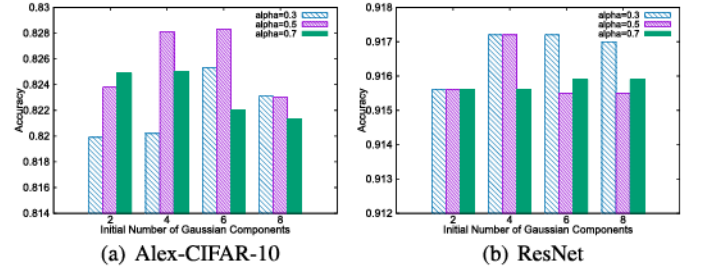 0.83
0.828
0.826
0.824
0.822
0.82
0.818
0.816
0.814
Accuracy
alpha=0.3
alpha=0.5
alpha=0.7
2 4 6 8
Initial Number of Gaussian Components
(a) Alex-CIFAR-10
0.918
0.917
0.916
0.915
0.914
0.913
0.912
Accuracy
alpha=0.3
alpha=0.5
alpha=0.7
2 4 6 8
Initial Number of Gaussian Components
(b) ResNet